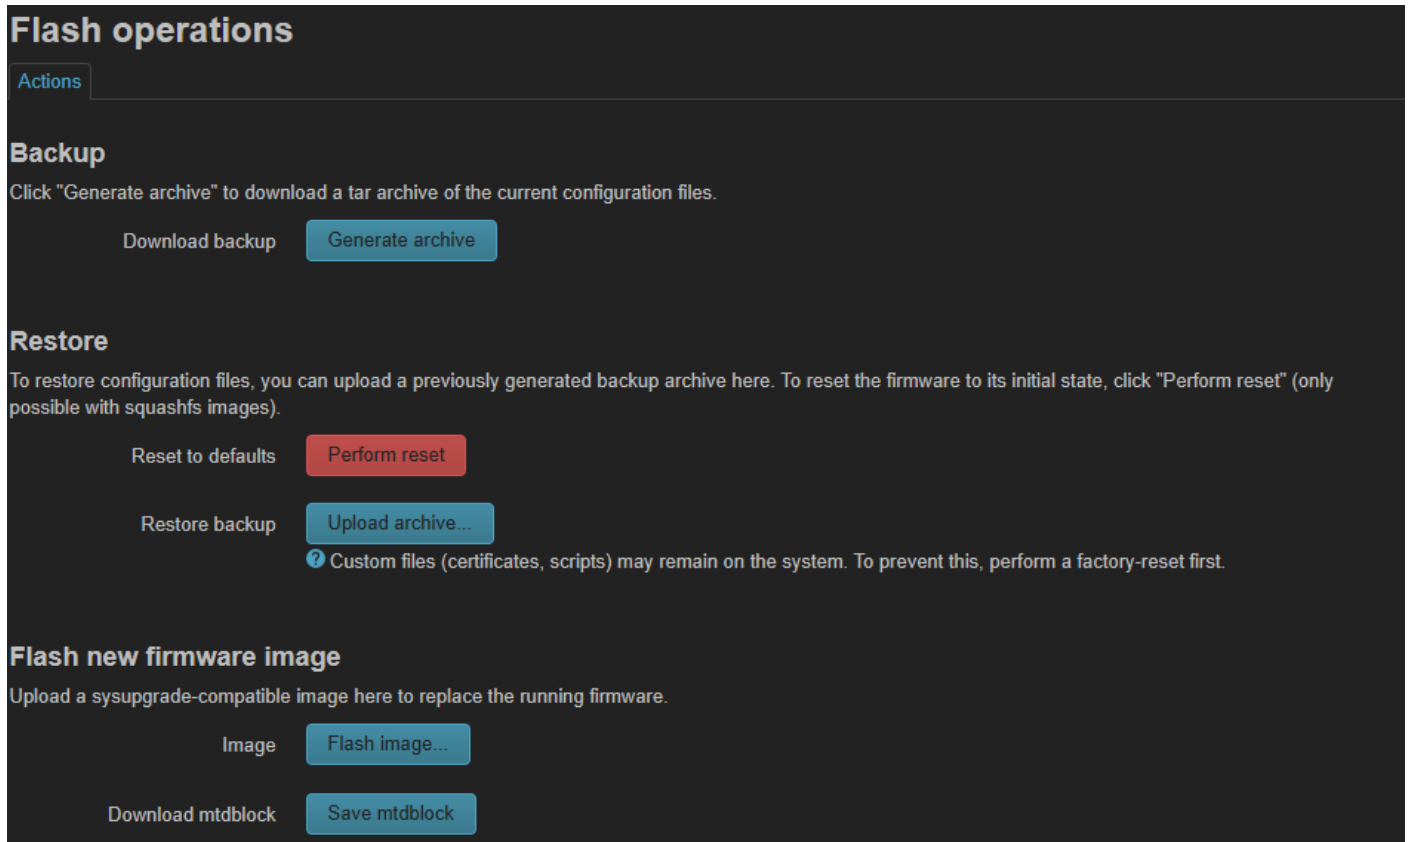 Flash operations
Actions
Backup
Click "Generate archive" to download a tar archive of the current configuration files.
Download backup Generate archive
Restore
To restore configuration files, you can upload a previously generated backup archive here. To reset the firmware to its initial state, click "Perform reset" (only
possible with squashfs images).
Reset to defaults Perform reset
Restore backup Upload archive...
? Custom files (certificates, scripts) may remain on the system. To prevent this, perform a factory-reset first.
Flash new firmware image
Upload a sysupgrade-compatible image here to replace the running firmware.
Image Flash image...
Download mtdblock Save mtdblock